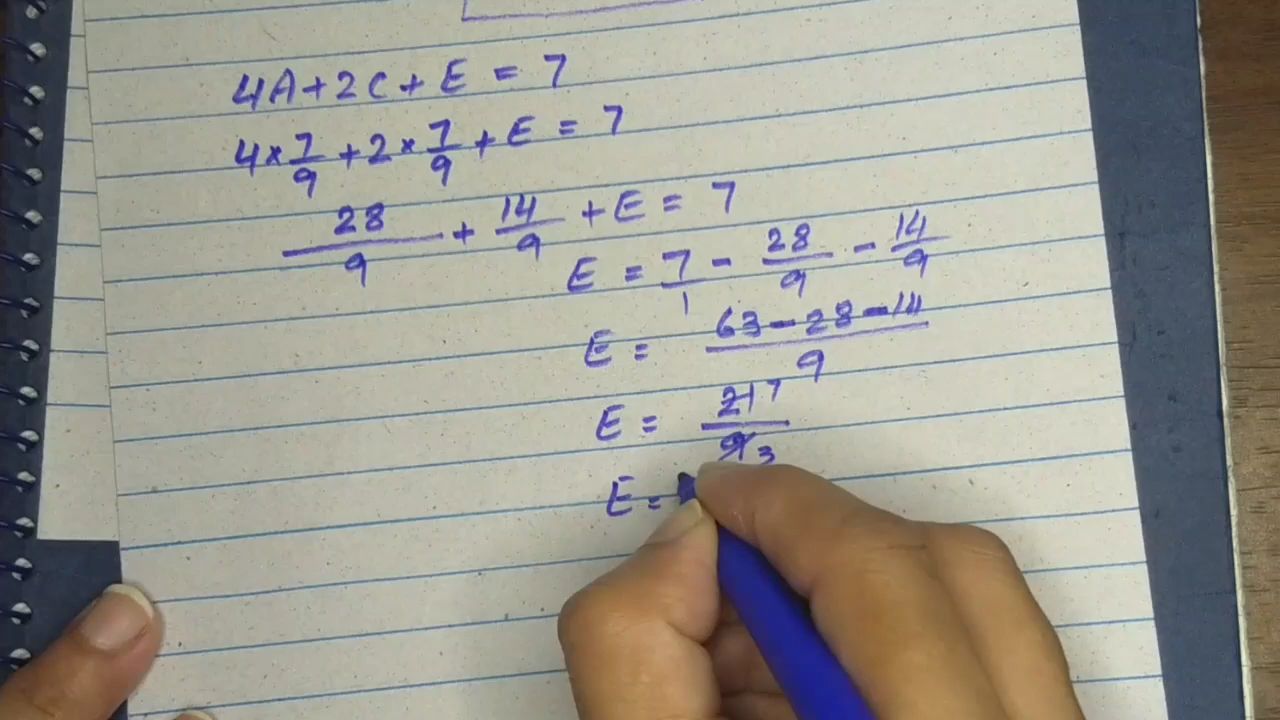 4A + 2C + E = 7
4 × 7/9 + 2 × 7/9 + E = 7
28/9 + 14/9 + E = 7
E = 7/1 - 28/9 - 14/9
E = 63 - 28 - 14 / 9
E = 21 7 / 9 3
E =